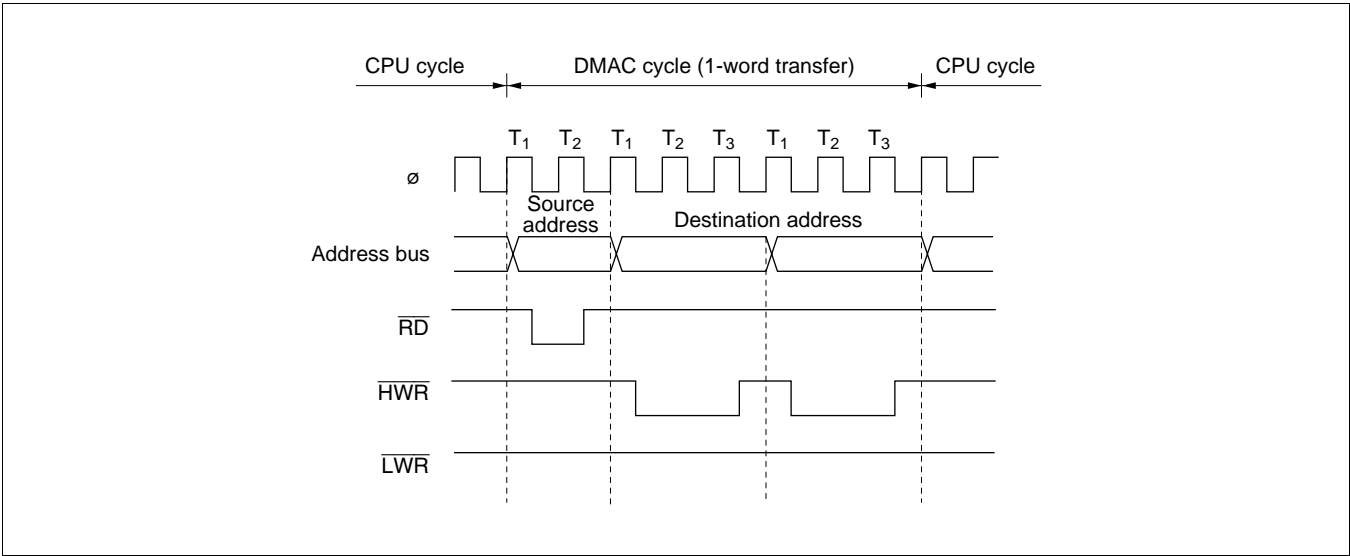 CPU cycle DMAC cycle (1-word transfer) CPU cycle
T1 T2 T1 T2 T3 T1 T2 T3
ø
Source
address
Destination address
Address bus
RD
HWR
LWR